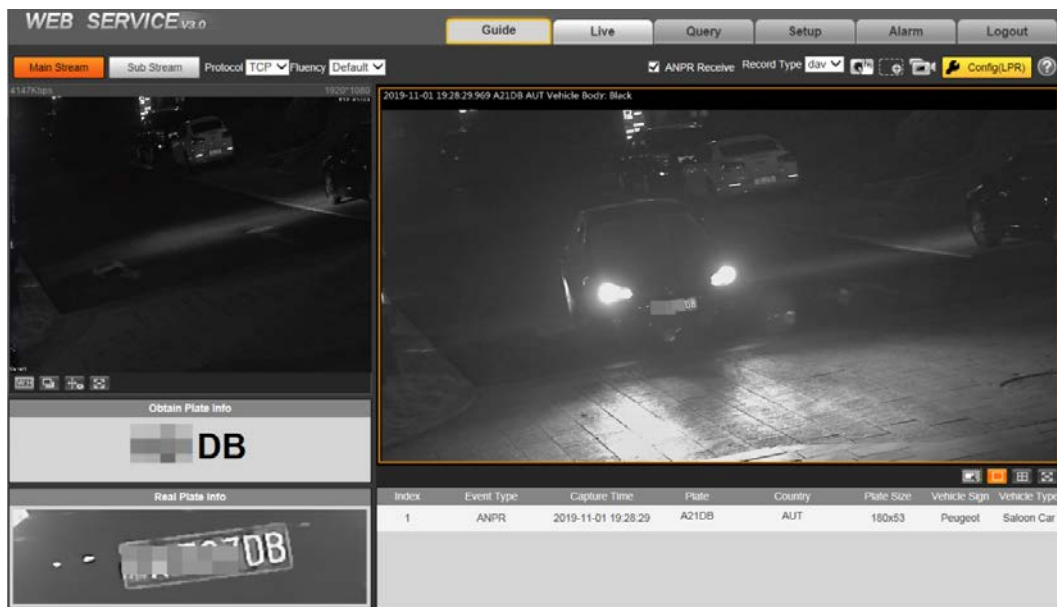 WEB SERVICE V3.0
Guide
Live
Query
Setup
Alarm
Logout
Main Stream
Sub Stream
Protocol TCP Fluency Default
ANPR Receive
Record Type dav
Config(LPR)
4147Kbps
1920*1080
2019-11-01 19:28:29:969 A21DB AUT Vehicle Body: Black
DB
Obtain Plate Info
DB
Real Plate Info
DB
Index Event Type Capture Time Plate Country Plate Size Vehicle Sign Vehicle Type
1 ANPR 2019-11-01 19:28:29 A21DB AUT 180x53 Peugeot Saloon Car